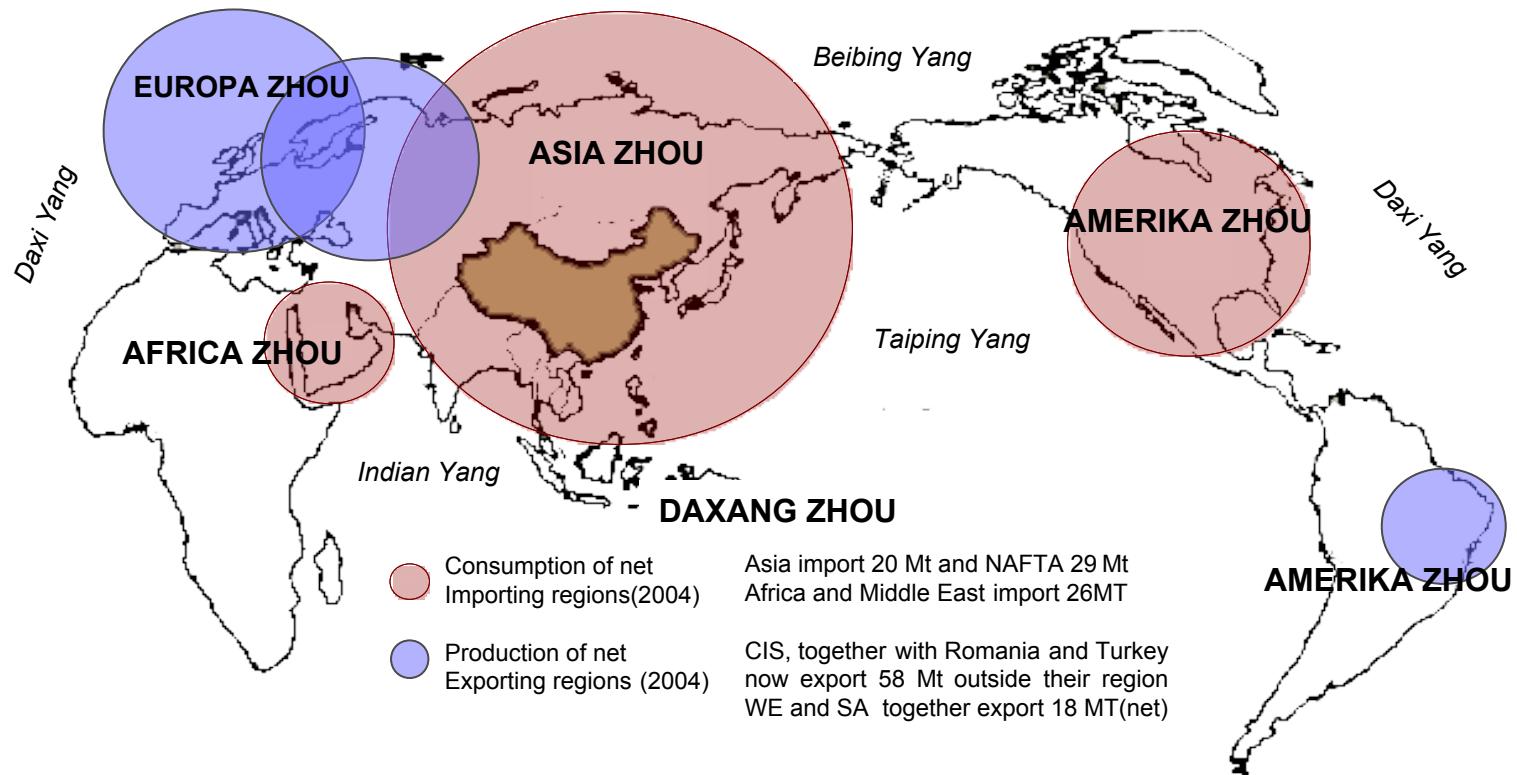 Beibing Yang
EUROPA ZHOU
ASIA ZHOU
Daxi Yang
AMERIKA ZHOU
Daxi Yang
AFRICA ZHOU
Taiping Yang
Indian Yang
DAXANG ZHOU
AMERIKA ZHOU
Consumption of net
Importing regions(2004)
Asia import 20 Mt and NAFTA 29 Mt
Africa and Middle East import 26MT
Production of net
Exporting regions (2004)
CIS, together with Romania and Turkey
now export 58 Mt outside their region
WE and SA together export 18 MT(net)